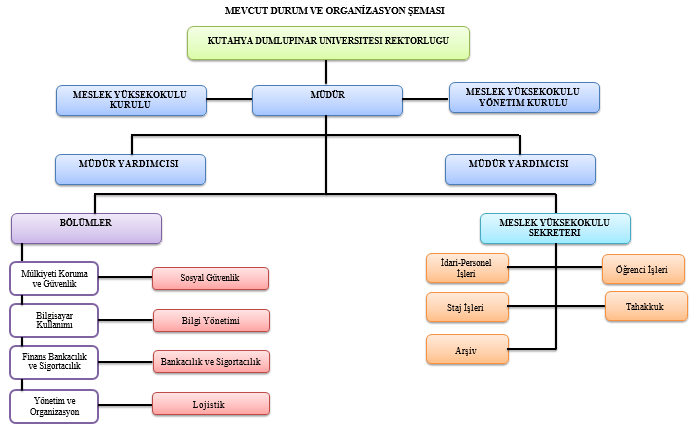 MEVCUT DURUM VE ORGANİZASYON ŞEMASI
KUTAHYA DUMLUPINAR UNIVERSITESI REKTORLUGU
MESLEK YÜKSEKOKULU
KURULU
MÜDÜR
MESLEK YÜKSEKOKULU
YÖNETIM KURULU
MÜDÜR YARDIMCISI
MÜDÜR YARDIMCISI
BÖLÜMLER
MESLEK YÜKSEKOKULU
SEKRETERİ
Mülkiyeti Koruma
ve Güvenlik
Sosyal Güvenlik
Bilgisayar
Kullanımı
Bilgi Yönetimi
Finans Bankacılık
ve Sigortacılık
Bankacılık ve Sigortacılık
Yönetim ve
Organizasyon
Lojistik
İdari-Personel
İşleri
Öğrenci İşleri
Staj İşleri
Tahakkuk
Arşiv